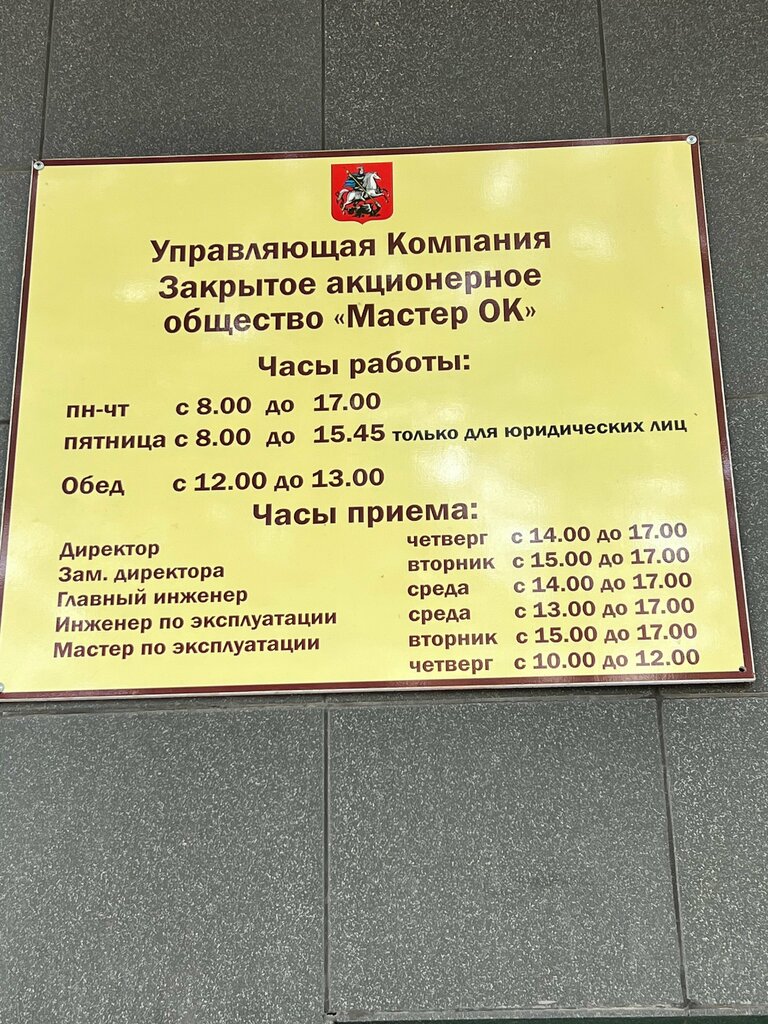 Управляющая Компания
Закрытое акционерное
общество «Мастер ОК»
Часы работы:
пн-чт с 8.00 до 17.00
пятница с 8.00 до 15.45 только для юридических лиц
Обед с 12.00 до 13.00
Часы приема:
Директор четверг с 14.00 до 17.00
Зам. директора вторник с 15.00 до 17.00
Главный инженер среда с 14.00 до 17.00
Инженер по эксплуатации среда с 13.00 до 17.00
Мастер по эксплуатации вторник с 15.00 до 17.00
четверг с 10.00 до 12.00